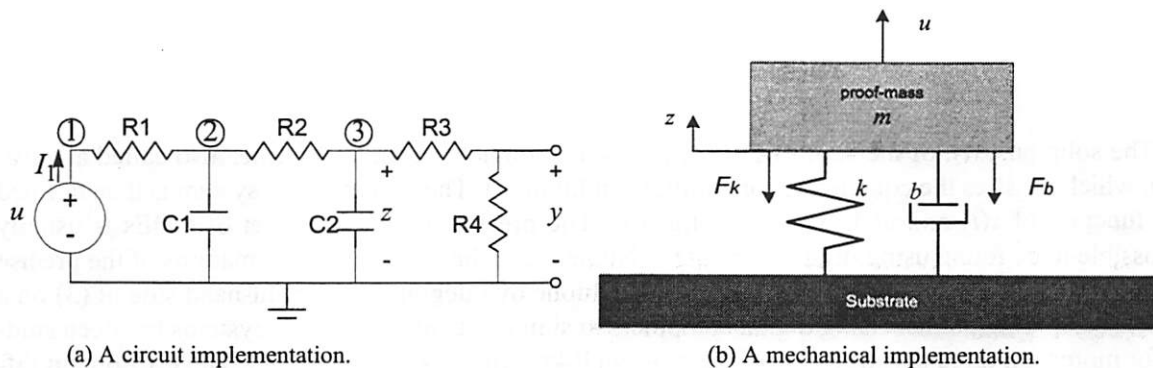 ① R1 ② R2 ③ R3
I1
u
+
-
C1
C2
+
z
-
R4
+
y
-
(a) A circuit implementation.
u
proof-mass
m
z
Fk
k
b
Fb
Substrate
(b) A mechanical implementation.